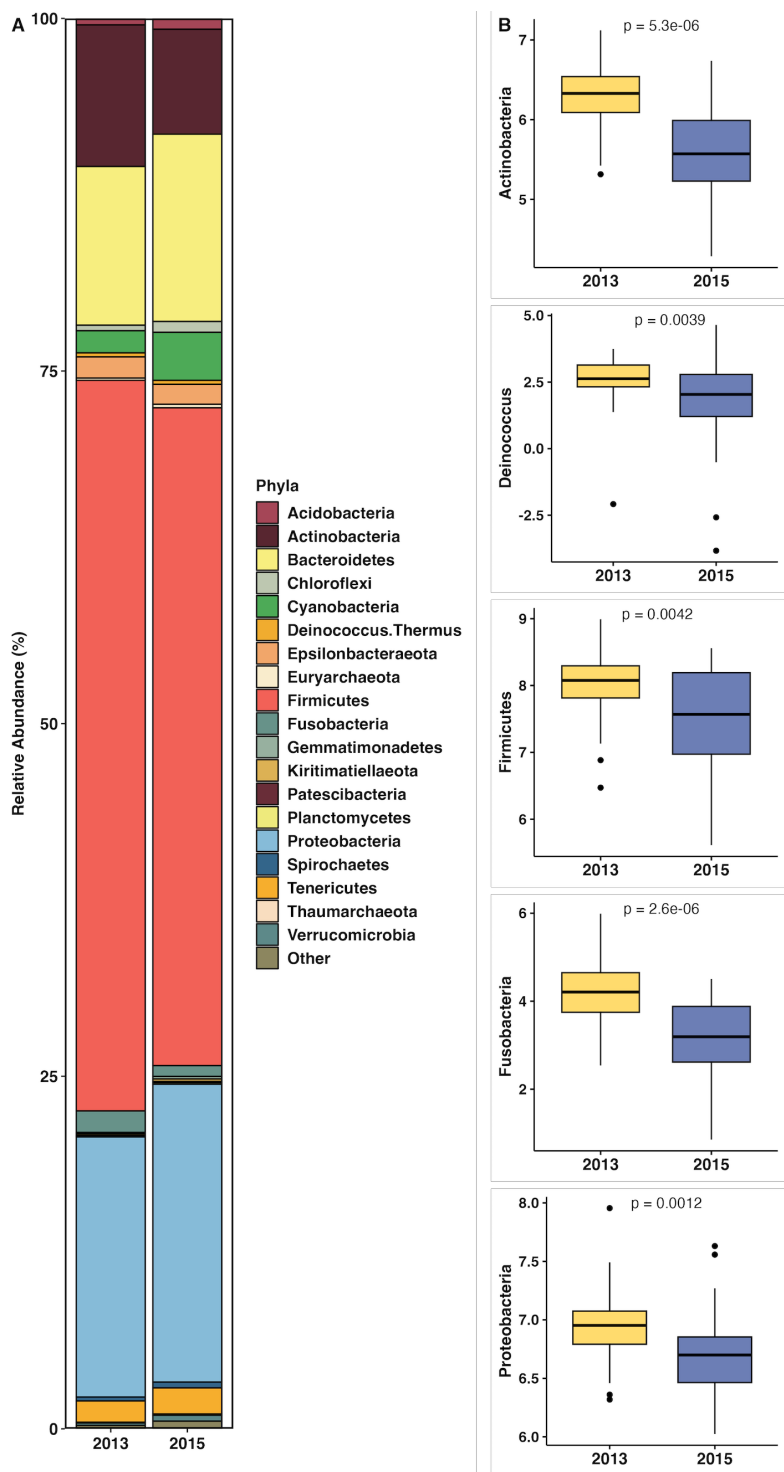 A
100
75
50
25
0
Relative Abundance (%)
2013
2015
Phyla
Acidobacteria
Actinobacteria
Bacteroidetes
Chloroflexi
Cyanobacteria
Deinococcus.Thermus
Epsilonbacteraeota
Euryarchaeota
Firmicutes
Fusobacteria
Gemmatimonadetes
Kiritimatiellaeota
Patescibacteria
Planctomycetes
Proteobacteria
Spirochaetes
Tenericutes
Thaumarchaeota
Verrucomicrobia
Other
B
p = 5.3e-06
Actinobacteria
7
6
5
2013
2015
p = 0.0039
Deinococcus
5.0
2.5
0.0
-2.5
2013
2015
p = 0.0042
Firmicutes
9
8
7
6
2013
2015
p = 2.6e-06
Fusobacteria
6
4
2
2013
2015
p = 0.0012
Proteobacteria
8.0
7.5
7.0
6.5
6.0
2013
2015